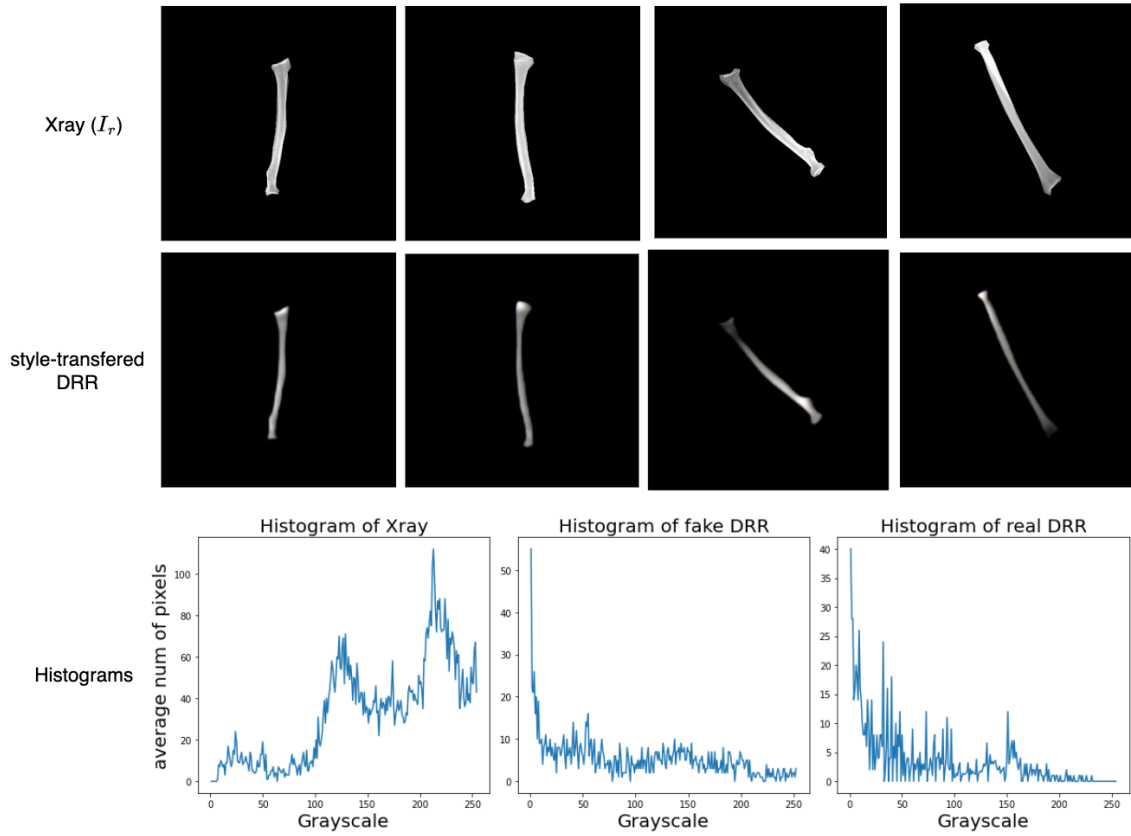 Xray (I_r)
style-transfered
DRR
Histogram of Xray
Histogram of fake DRR
Histogram of real DRR
Histograms
average num of pixels
100
80
60
40
20
0
0 50 100 150 200 250
Grayscale
50
40
30
20
10
0
0 50 100 150 200 250
Grayscale
40
35
30
25
20
15
10
5
0
0 50 100 150 200 250
Grayscale